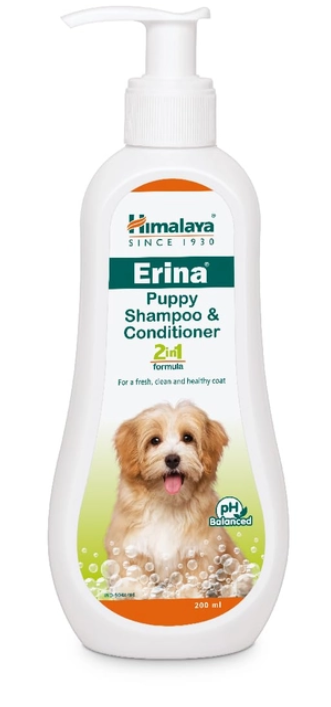 Himalaya®
SINCE 1930
Erina®
Puppy
Shampoo &
Conditioner
2in1
formula
For a fresh, clean and healthy coat
pH
Balanced
200 ml